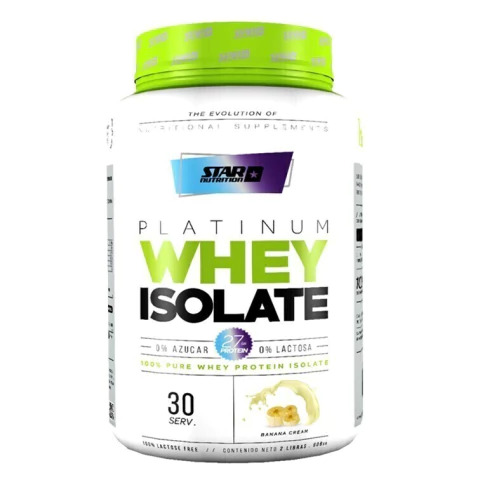 THE EVOLUTION OF
NUTRITIONAL SUPPLEMENTS
STAR
NUTRITION
PLATINUM
WHEY
ISOLATE
0% AZUCAR
27
PROTEIN
0% LACTOSA
100% PURE WHEY PROTEIN ISOLATE
30
SERV.
BANANA CREAM
100% LACTOSE FREE // CONTENIDO NETO 2 LIBRAS